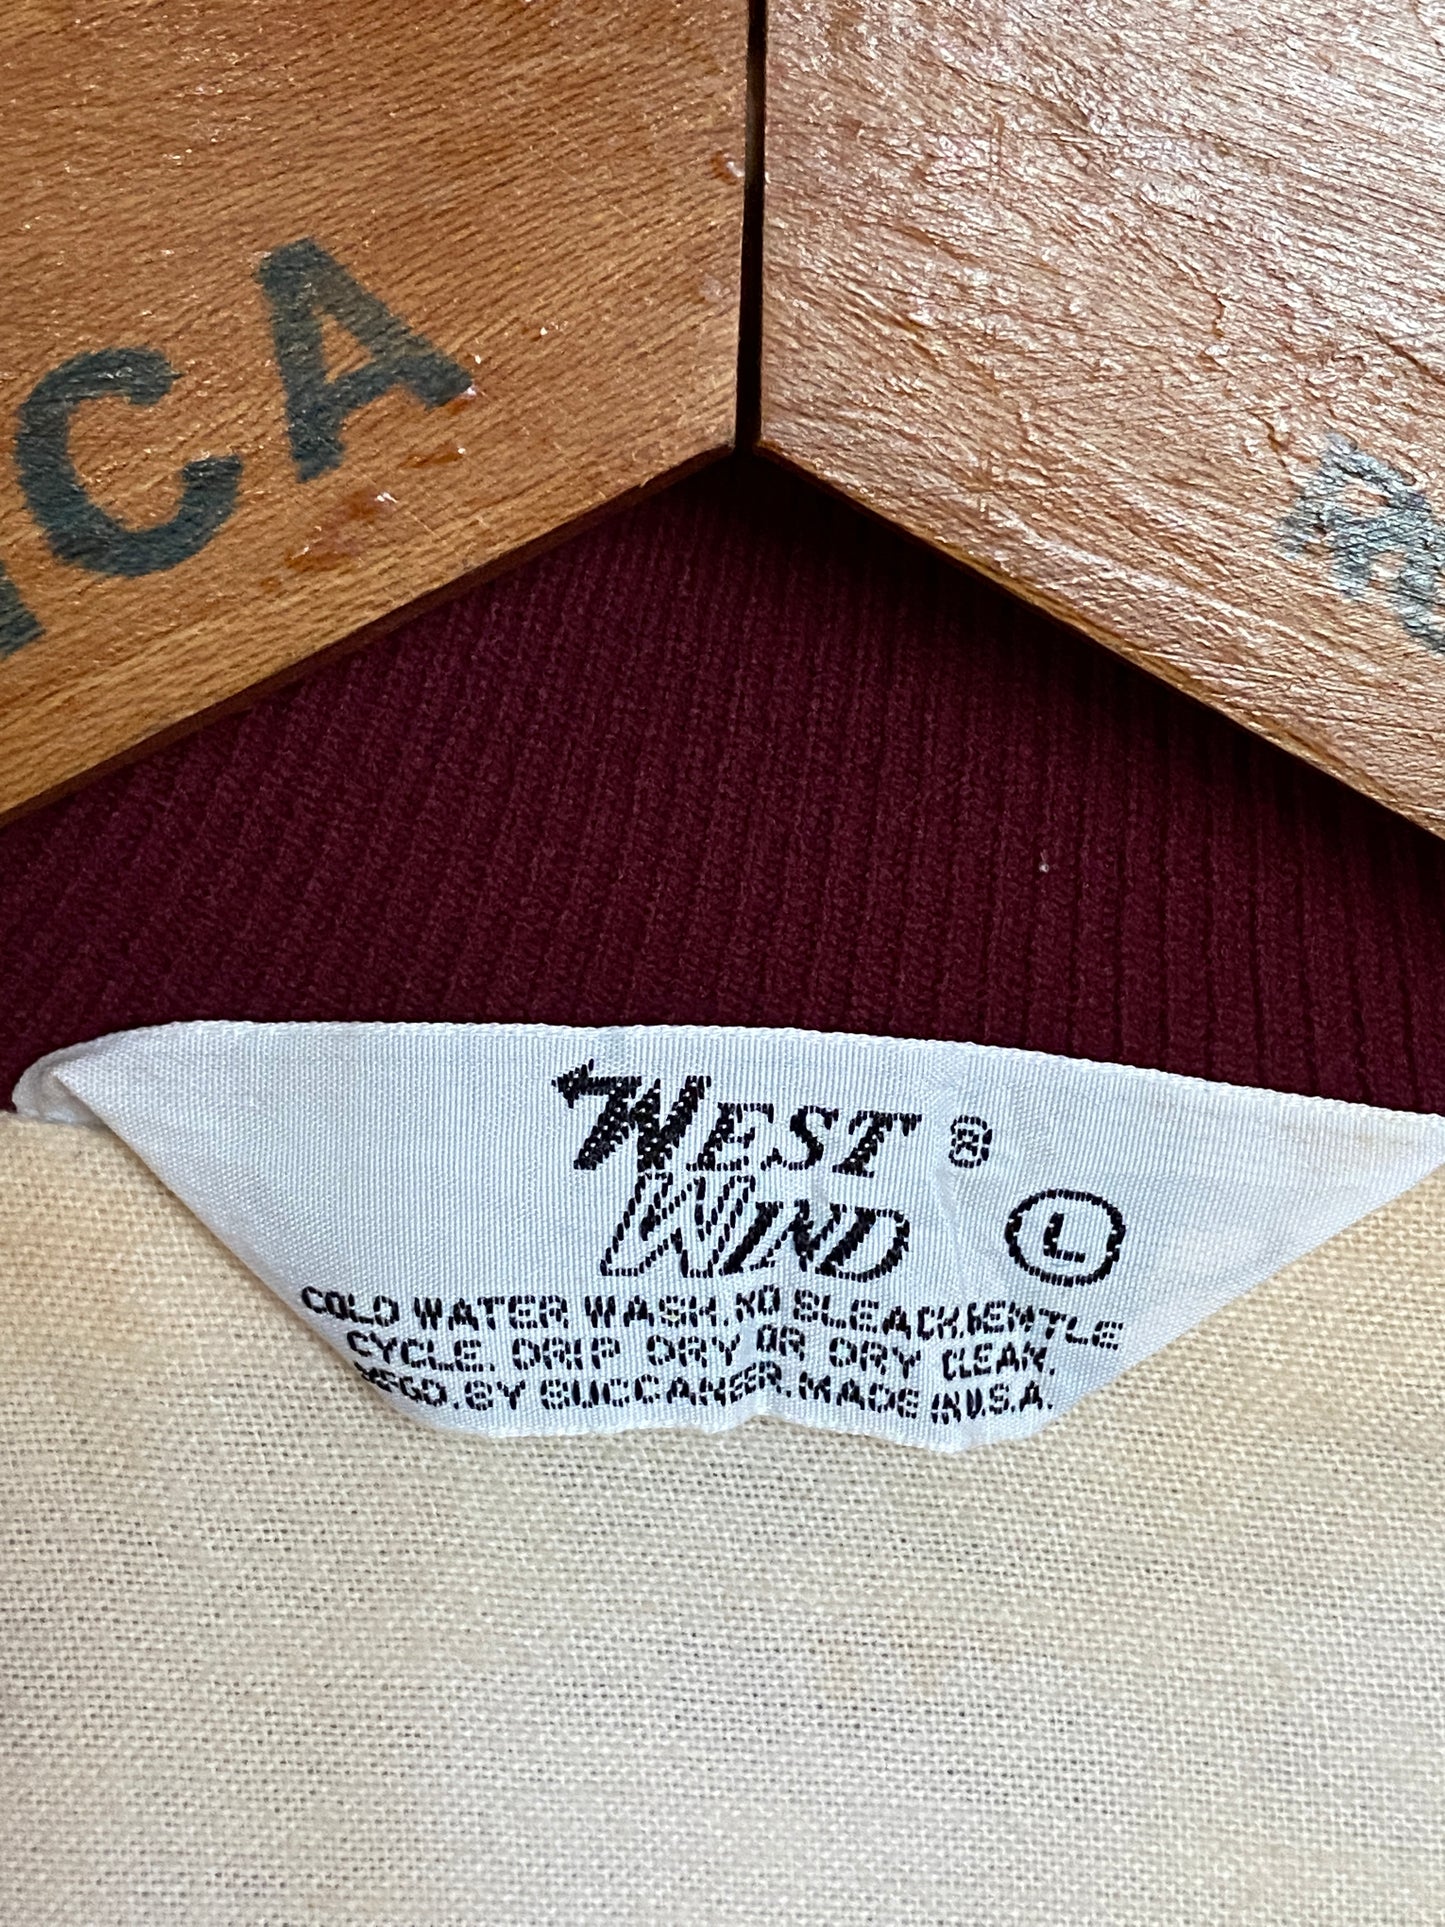 ICA
WEST ®
WIND
L
COLD WATER WASH. NO BLEACH. GENTLE
CYCLE. DRIP DRY OR DRY CLEAN.
MFGD. BY BUCCANEER. MADE IN U.S.A.